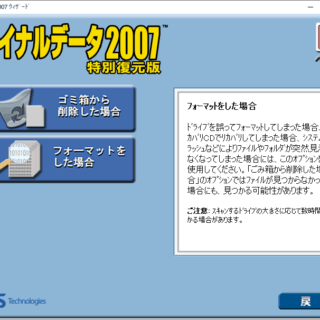 007 ウィザード
イナルデータ2007
TM
特別復元版
ゴミ箱から
削除した場合
フォーマットを
した場合
フォーマットをした場合
ドライブを誤ってフォーマットしてしまった場合、
カバリCDでリカバリしてしまった場合、システム
ラッシュなどによりファイルやフォルダが突然見え
なくなってしまった場合には、このオプションを
使用してください。「ごみ箱から削除した場
合」のオプションではファイルが見つからなかっ
場合にも、見つかる可能性があります。
ご注意: スキャンするドライブの大きさに応じて数時間
かる場合があります。
S Technologies
戻